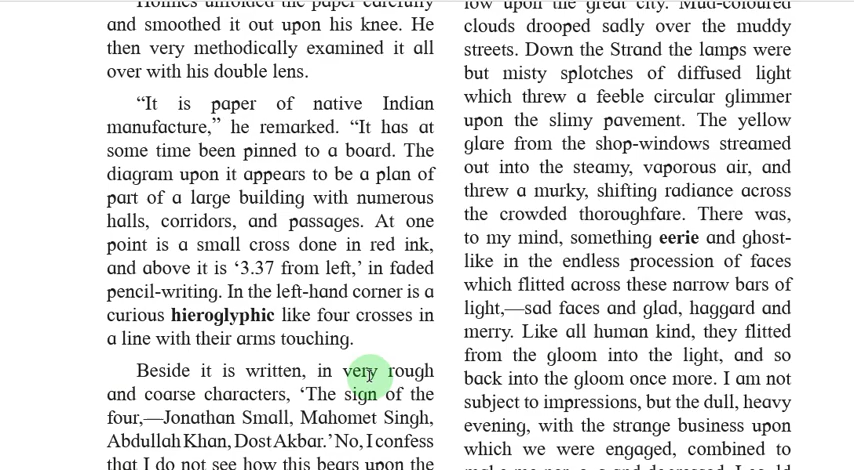 Holmes unfolded the paper carefully
and smoothed it out upon his knee. He
then very methodically examined it all
over with his double lens.
“It is paper of native Indian
manufacture,” he remarked. “It has at
some time been pinned to a board. The
diagram upon it appears to be a plan of
part of a large building with numerous
halls, corridors, and passages. At one
point is a small cross done in red ink,
and above it is ‘3.37 from left,’ in faded
pencil-writing. In the left-hand corner is a
curious hieroglyphic like four crosses in
a line with their arms touching.
Beside it is written, in very rough
and coarse characters, ‘The sign of the
four,—Jonathan Small, Mahomet Singh,
Abdullah Khan, Dost Akbar.’ No, I confess
that I do not see how this bears upon the
low upon the great city. Mud-coloured
clouds drooped sadly over the muddy
streets. Down the Strand the lamps were
but misty splotches of diffused light
which threw a feeble circular glimmer
upon the slimy pavement. The yellow
glare from the shop-windows streamed
out into the steamy, vaporous air, and
threw a murky, shifting radiance across
the crowded thoroughfare. There was,
to my mind, something eerie and ghost-
like in the endless procession of faces
which flitted across these narrow bars of
light,—sad faces and glad, haggard and
merry. Like all human kind, they flitted
from the gloom into the light, and so
back into the gloom once more. I am not
subject to impressions, but the dull, heavy
evening, with the strange business upon
which we were engaged, combined to